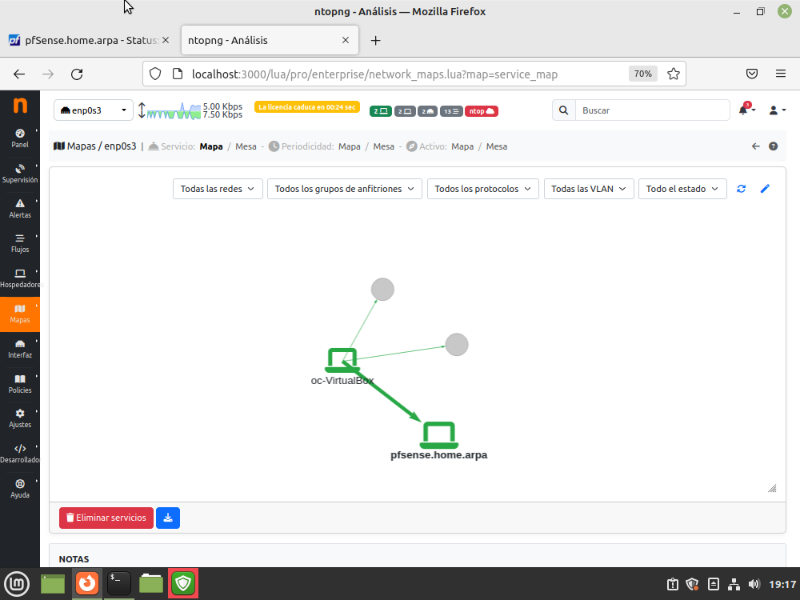 ntopng - Análisis — Mozilla Firefox
pfSense.home.arpa - Status
ntopng - Análisis
localhost:3000/lua/pro/enterprise/network_maps.lua?map=service_map
70%
enp0s3
5.00 Kbps
7.50 Kbps
La licencia caduca en 00:24 sec
2
2
2
13
ntop
Buscar
Panel
Supervisión
Alertas
Flujos
Hospedadores
Mapas
Interfaz
Policies
Ajustes
Desarrollador
Ayuda
Mapas / enp0s3 | Servicio: Mapa / Mesa - Periodicidad: Mapa / Mesa - Activo: Mapa / Mesa
Todas las redes
Todos los grupos de anfitriones
Todos los protocolos
Todas las VLAN
Todo el estado
oc-VirtualBox
pfsense.home.arpa
Eliminar servicios
NOTAS
19:17